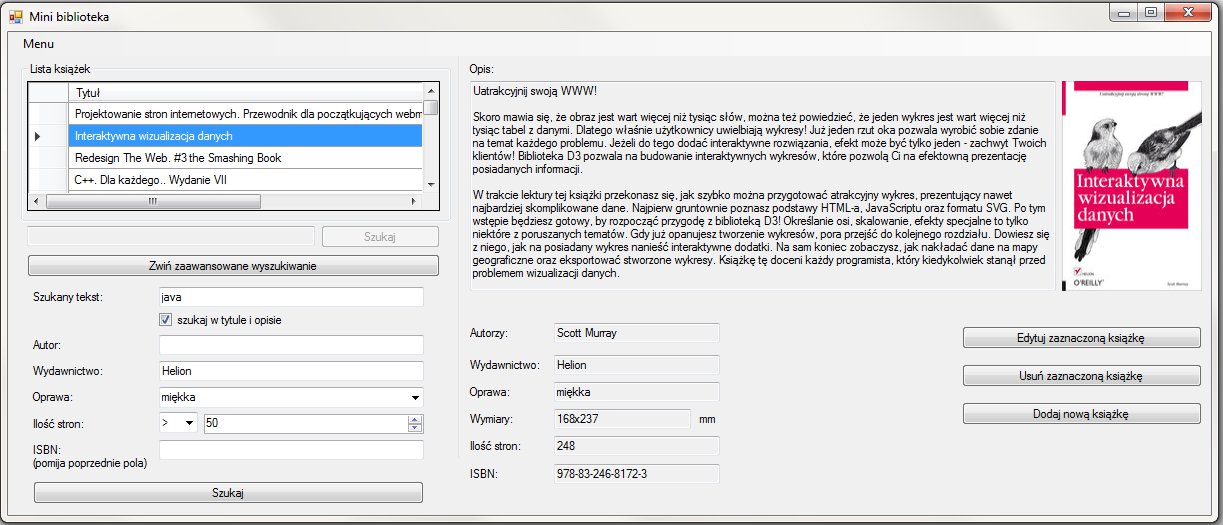 Mini biblioteka
Menu
Lista książek
Tytuł
Projektowanie stron internetowych. Przewodnik dla początkujących webm
Interaktywna wizualizacja danych
Redesign The Web. #3 the Smashing Book
C++. Dla każdego.. Wydanie VII
Szukaj
Zwiń zaawansowane wyszukiwanie
Szukany tekst: java
szukaj w tytule i opisie
Autor:
Wydawnictwo: Helion
Oprawa: miękka
Ilość stron: > 50
ISBN:
(pomija poprzednie pola)
Szukaj
Opis:
Uatrakcyjnij swoją WWW!
Skoro mawia się, że obraz jest wart więcej niż tysiąc słów, można też powiedzieć, że jeden wykres jest wart więcej niż
tysiąc tabel z danymi. Dlatego właśnie użytkownicy uwielbiają wykresy! Już jeden rzut oka pozwala wyrobić sobie zdanie
na temat każdego problemu. Jeżeli do tego dodać interaktywne rozwiązania, efekt może być tylko jeden - zachwyt Twoich
klientów! Biblioteka D3 pozwala na budowanie interaktywnych wykresów, które pozwolą Ci na efektowną prezentację
posiadanych informacji.
W trakcie lektury tej książki przekonasz się, jak szybko można przygotować atrakcyjny wykres, prezentujący nawet
najbardziej skomplikowane dane. Najpierw gruntownie poznasz podstawy HTML-a, JavaScriptu oraz formatu SVG. Po tym
wstępie bedziesz gotowy, by rozpocząć przygodę z biblioteką D3! Określanie osi, skalowanie, efekty specjalne to tylko
niektóre z poruszanych tematów. Gdy już opanujesz tworzenie wykresów, pora przejść do kolejnego rozdziału. Dowiesz się
z niego, jak na posiadany wykres nanieść interaktywne dodatki. Na sam koniec zobaczysz, jak nakładać dane na mapy
geograficzne oraz eksportować stworzone wykresy. Książkę tę doceni każdy programista, który kiedykolwiek stanął przed
problemem wizualizacji danych.
Uatrakcyjnij swoją stronę WWW!
Interaktywna
wizualizacja
danych
HELION
O'REILLY
Scott Murray
Autorzy: Scott Murray
Wydawnictwo: Helion
Oprawa: miękka
Wymiary: 168x237 mm
Ilość stron: 248
ISBN: 978-83-246-8172-3
Edytuj zaznaczoną książkę
Usuń zaznaczoną książkę
Dodaj nową książkę